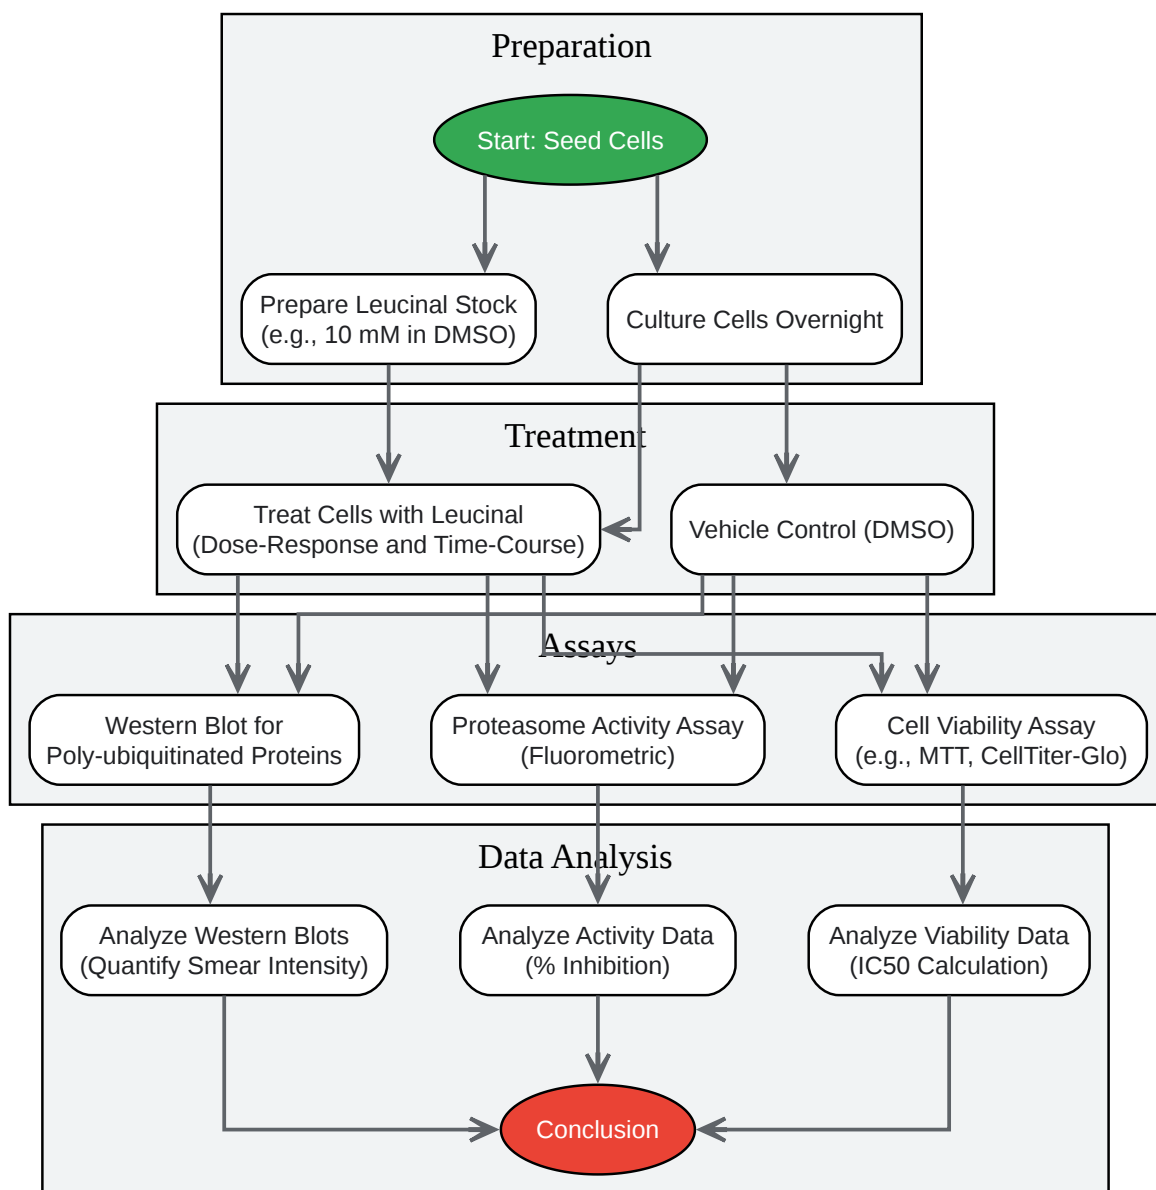 Preparation
Start: Seed Cells
Prepare Leucinal Stock
(e.g., 10 mM in DMSO)
Culture Cells Overnight
Treatment
Treat Cells with Leucinal
(Dose-Response and Time-Course)
Vehicle Control (DMSO)
Assays
Western Blot for
Poly-ubiquitinated Proteins
Proteasome Activity Assay
(Fluorometric)
Cell Viability Assay
(e.g., MTT, CellTiter-Glo)
Data Analysis
Analyze Western Blots
(Quantify Smear Intensity)
Analyze Activity Data
(% Inhibition)
Analyze Viability Data
(IC50 Calculation)
Conclusion